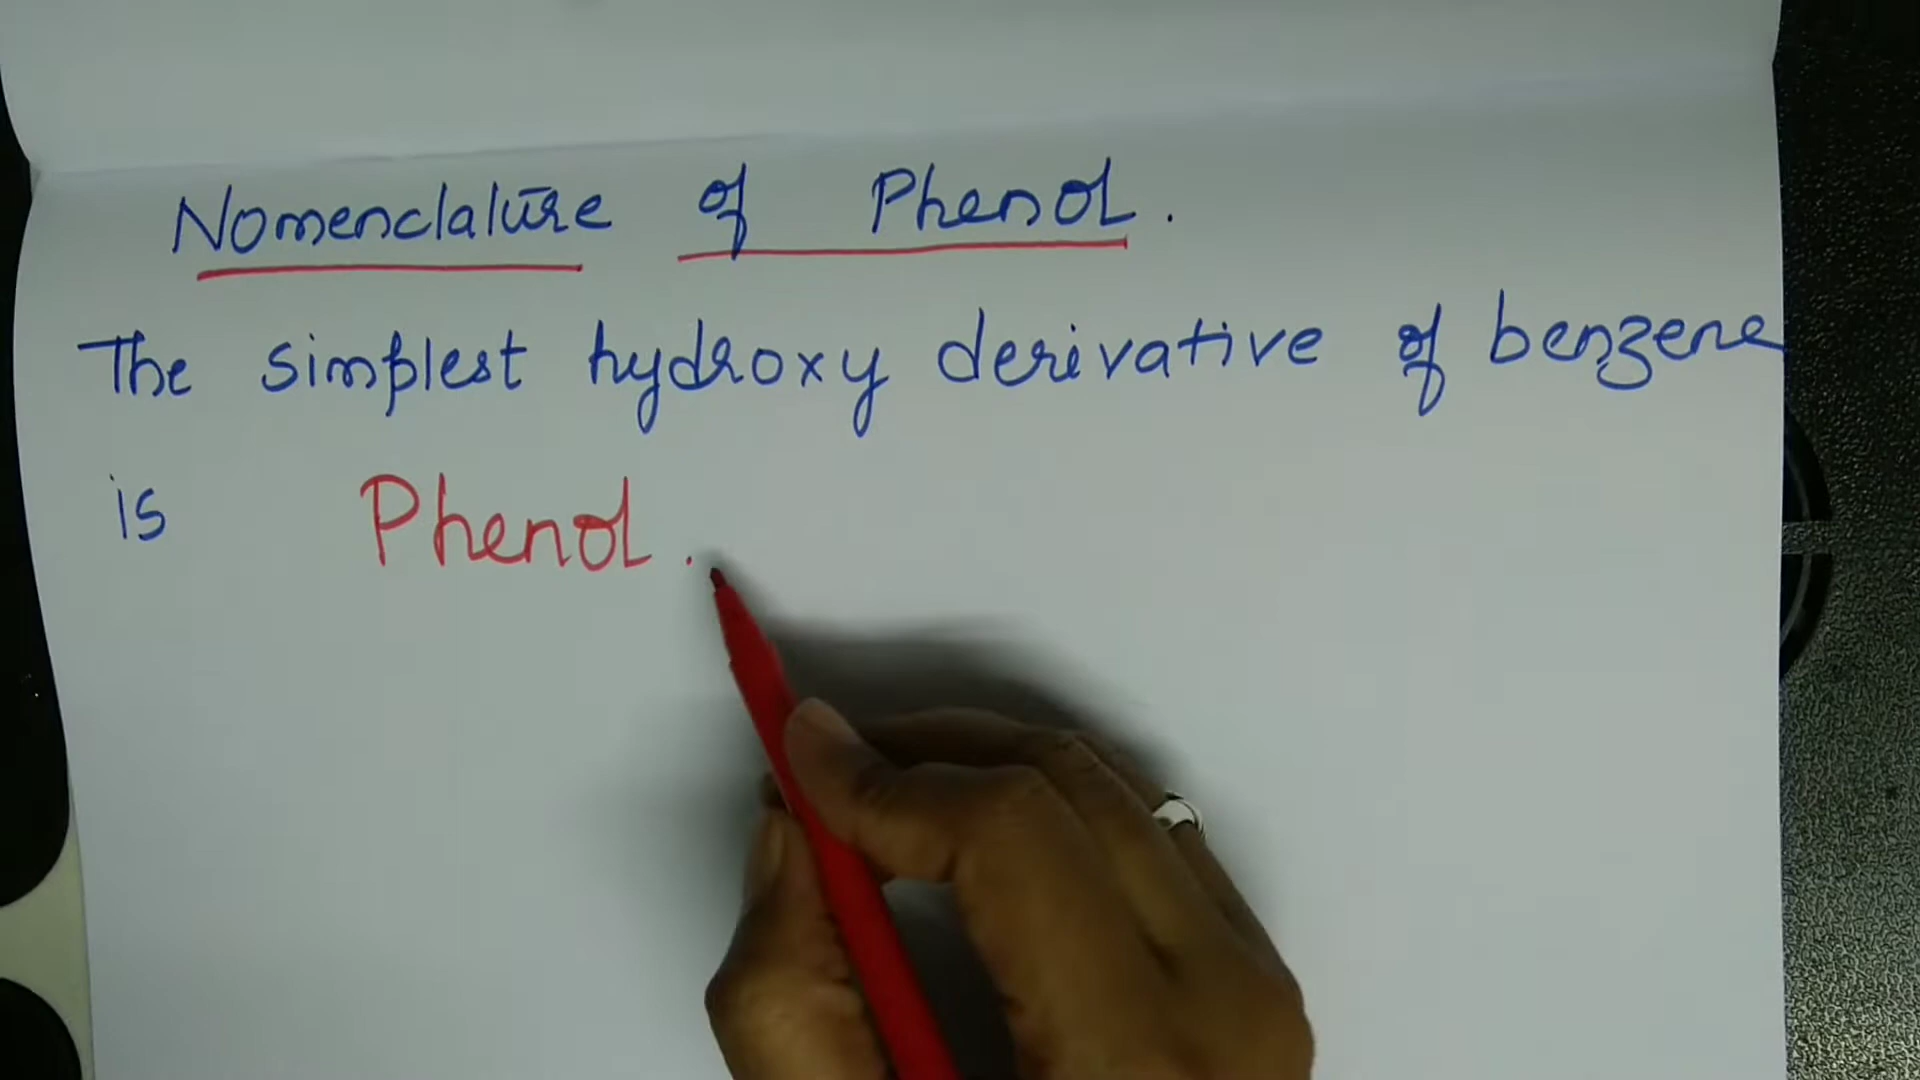 Nomenclature of Phenol.
The simplest hydroxy derivative of benzene
is Phenol.